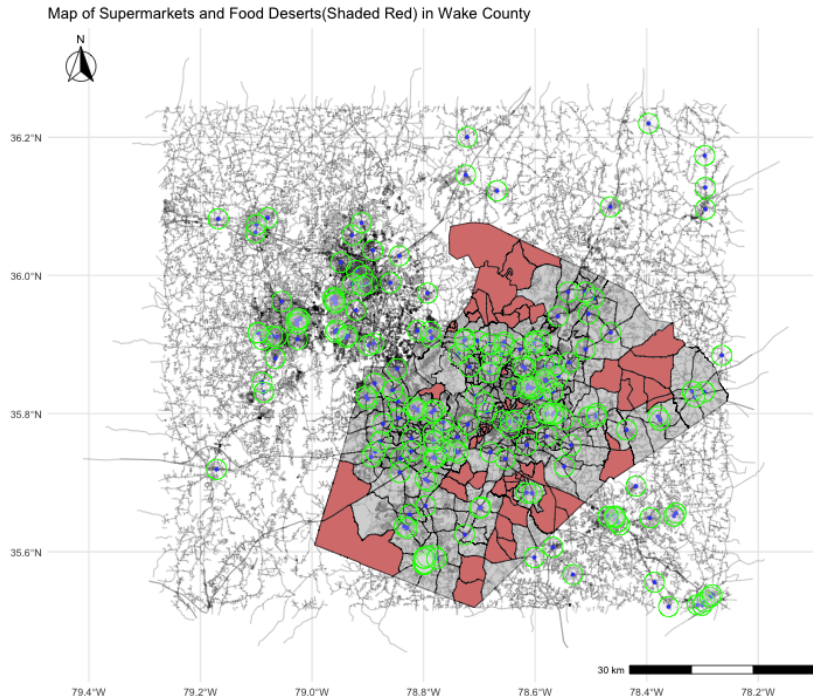 Map of Supermarkets and Food Deserts(Shaded Red) in Wake County
N
36.2°N
36.0°N
35.8°N
35.6°N
30 km
79.4°W 79.2°W 79.0°W 78.8°W 78.6°W 78.4°W 78.2°W